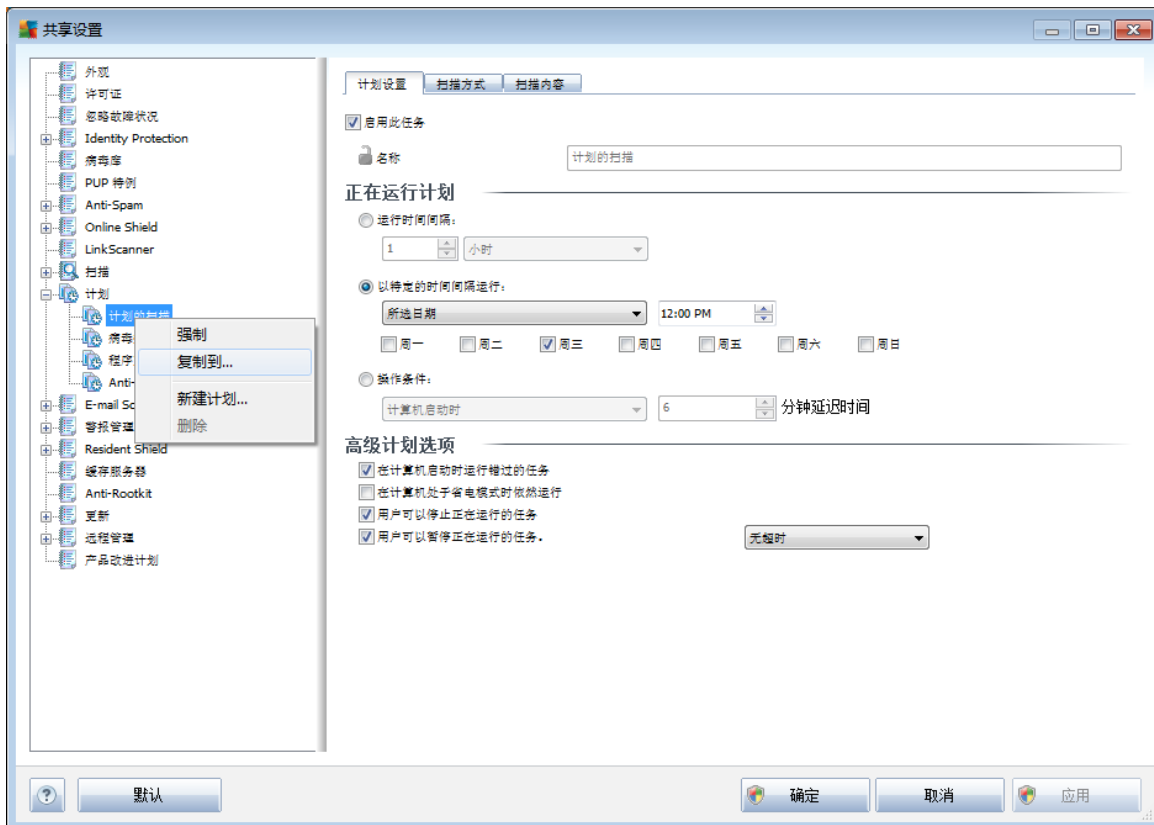 共享设置
外观
许可证
忽略故障状况
Identity Protection
病毒库
PUP 特例
Anti-Spam
Online Shield
LinkScanner
扫描
计划
计划的扫描
病毒
程序
Anti-
E-mail Sc
警报管理
Resident Shield
缓存服务器
Anti-Rootkit
更新
远程管理
产品改进计划
强制
复制到...
新建计划...
删除
计划设置 扫描方式 扫描内容
启用此任务
名称 计划的扫描
正在运行计划
运行时间间隔:
1 小时
以特定的时间间隔运行:
所选日期 12:00 PM
周一 周二 周三 周四 周五 周六 周日
操作条件:
计算机启动时 6 分钟延迟时间
高级计划选项
在计算机启动时运行错过的任务
在计算机处于省电模式时依然运行
用户可以停止正在运行的任务
用户可以暂停正在运行的任务。 无超时
? 默认 确定 取消 应用